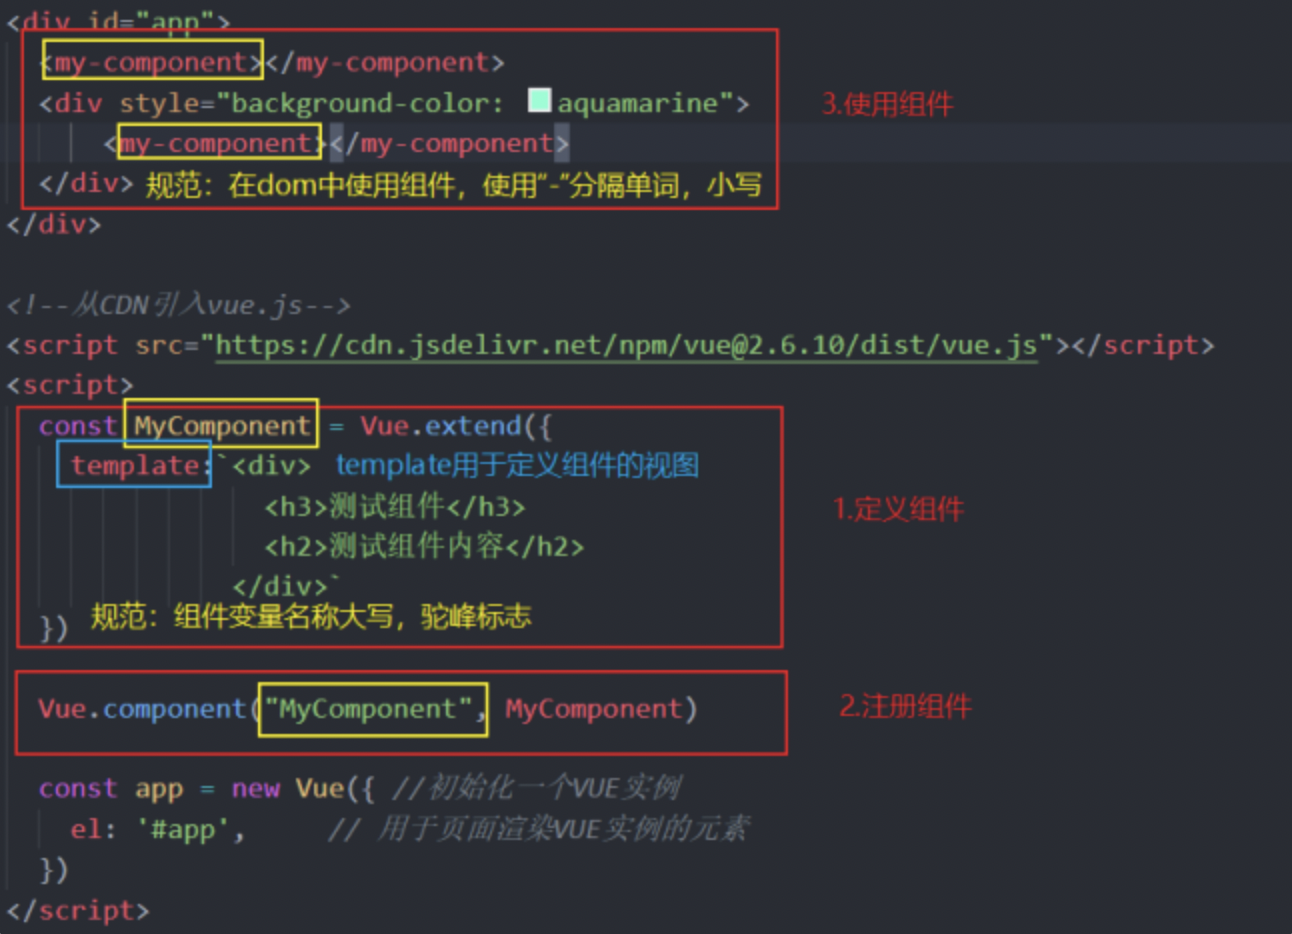 <div id="app">
<my-component></my-component>
<div style="background-color: aquamarine">
3.使用组件
<my-component></my-component>
</div> 规范：在dom中使用组件，使用“-”分隔单词，小写
</div>
<!--从CDN引入vue.js-->
<script src="https://cdn.jsdelivr.net/npm/vue@2.6.10/dist/vue.js"></script>
<script>
const MyComponent = Vue.extend({
template:`<div> template用于定义组件的视图
<h3>测试组件</h3>
1.定义组件
<h2>测试组件内容</h2>
</div>`
}) 规范：组件变量名称大写，驼峰标志
Vue.component("MyComponent", MyComponent)
2.注册组件
const app = new Vue({ //初始化一个VUE实例
el: '#app', // 用于页面渲染VUE实例的元素
})
</script>